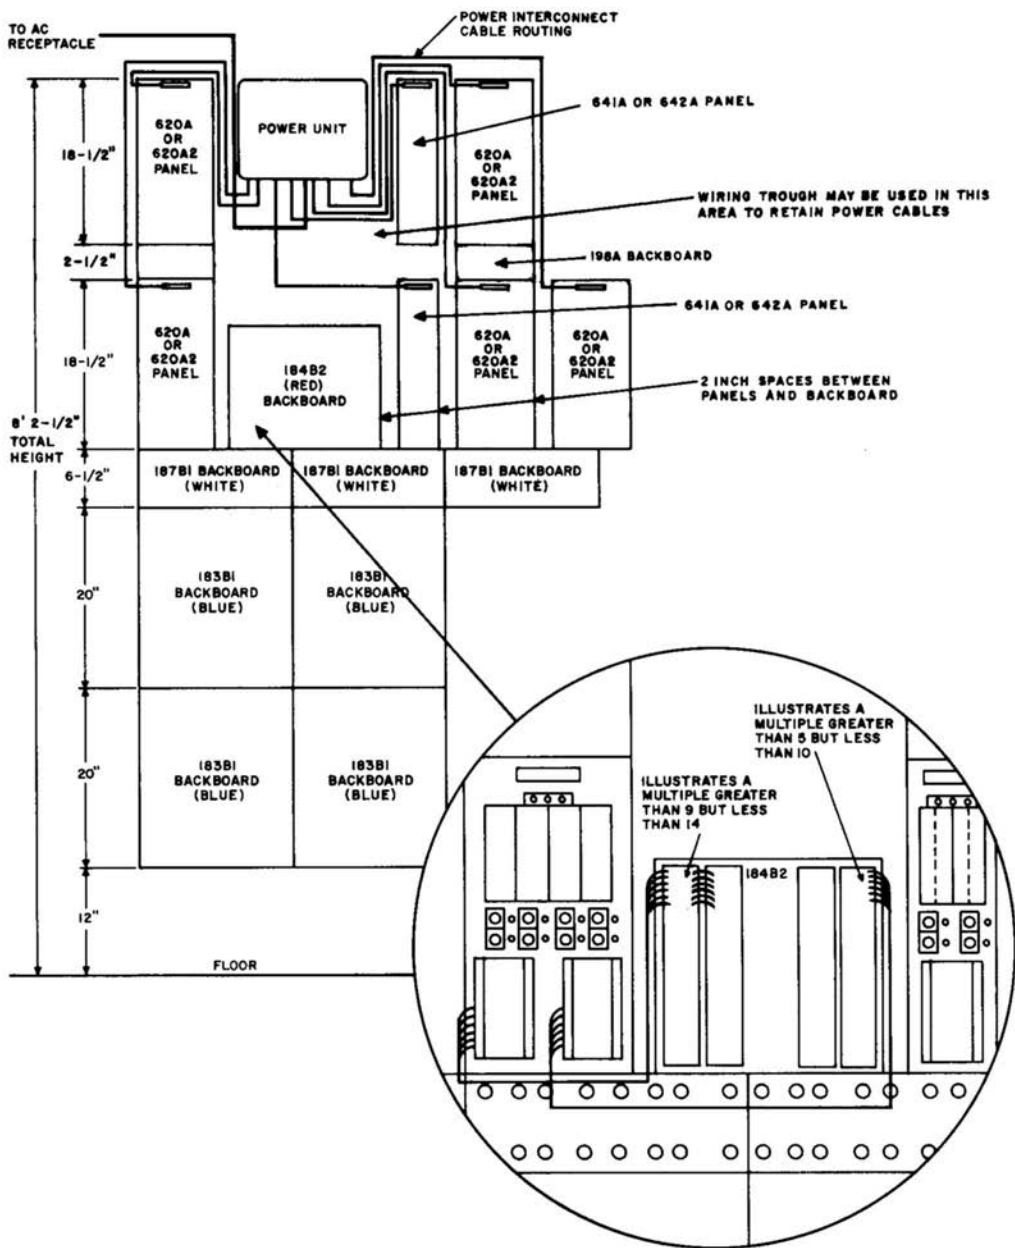 TO AC
RECEPTACLE
POWER INTERCONNECT
CABLE ROUTING
620A
OR
620A2
PANEL
POWER UNIT
641A OR 642A PANEL
620A
OR
620A2
PANEL
18-1/2"
WIRING TROUGH MAY BE USED IN THIS
AREA TO RETAIN POWER CABLES
2-1/2"
198A BACKBOARD
641A OR 642A PANEL
620A
OR
620A2
PANEL
18-1/2"
184B2
(RED)
BACKBOARD
620A
OR
620A2
PANEL
620A
OR
620A2
PANEL
2 INCH SPACES BETWEEN
PANELS AND BACKBOARD
8' 2-1/2"
TOTAL
HEIGHT
6-1/2"
187B1 BACKBOARD
(WHITE)
187B1 BACKBOARD
(WHITE)
187B1 BACKBOARD
(WHITE)
20"
183B1
BACKBOARD
(BLUE)
183B1
BACKBOARD
(BLUE)
20"
183B1
BACKBOARD
(BLUE)
183B1
BACKBOARD
(BLUE)
12"
FLOOR
ILLUSTRATES A
MULTIPLE GREATER
THAN 5 BUT LESS
THAN 10
ILLUSTRATES A
MULTIPLE GREATER
THAN 9 BUT LESS
THAN 14
184B2